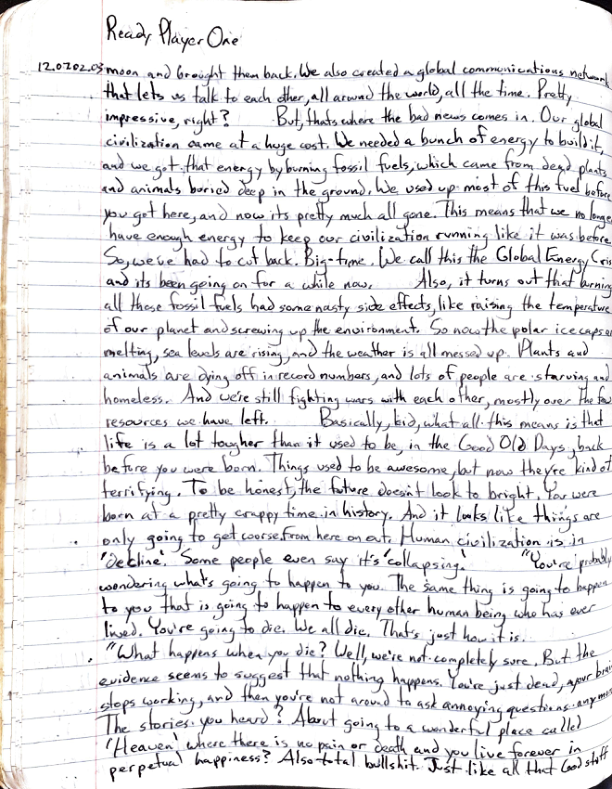 Ready Player One
12.0202.03 moon and brought them back. We also created a global communications network
that lets us talk to each other, all around the world, all the time. Pretty
impressive, right? But, thats where the bad news comes in. Our global
civilization came at a huge cost. We needed a bunch of energy to build it,
and we got that energy by burning fossil fuels, which came from dead plants
and animals buried deep in the ground. We used up most of this fuel before
you got here, and now its pretty much all gone. This means that we no longer
have enough energy to keep our civilization running like it was before.
So, we've had to cut back. Big-time. We call this the Global Energy Cris
and its been going on for a while now. Also, it turns out that burning
all those fossil fuels had some nasty side effects, like raising the temperature
of our planet and screwing up the environment. So now the polar ice caps are
melting, sea levels are rising, and the weather is all messed up. Plants and
animals are dying off in record numbers, and lots of people are starving and
homeless. And we're still fighting wars with each other, mostly over the few
resources we have left. Basically, kid, what all this means is that
life is a lot tougher than it used to be, in the Good Old Days, back
before you were born. Things used to be awesome, but now they're kind of
terrifying. To be honest, the future doesn't look to bright. You were
born at a pretty crappy time in history. And it looks like things are
only going to get worse from here on out. Human civilization is in
'decline'. Some people even say it's 'collapsing.' "You're probably
wondering what's going to happen to you. The same thing is going to happen
to you that is going to happen to every other human being who has ever
lived. You're going to die. We all die. That's just how it is.
"What happens when you die? Well, we're not completely sure. But the
evidence seems to suggest that nothing happens. You're just dead, your brain
stops working, and then you're not around to ask annoying questions anymore
The stories you heard? About going to a wonderful place called
'Heaven' where there is no pain or death and you live forever in
perpetual happiness? Also total bullshit. Just like all that God stuff